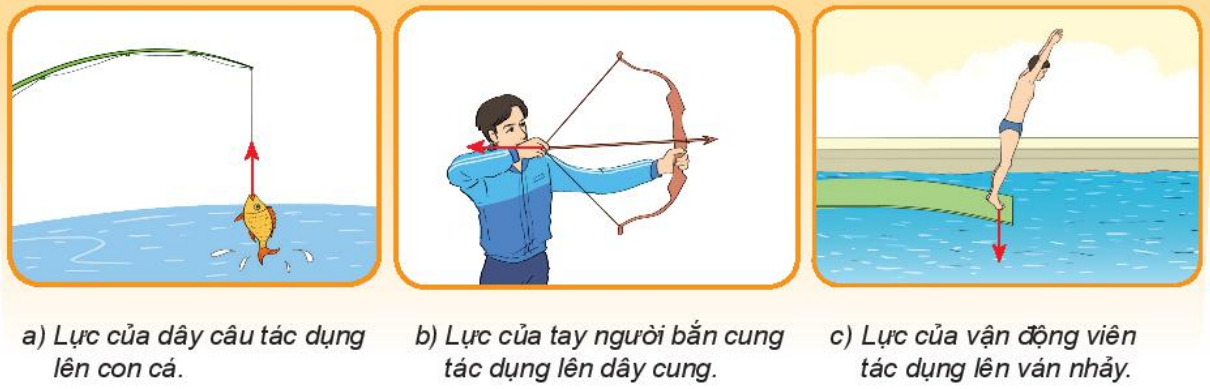 a) Lực của dây câu tác dụng
lên con cá.
b) Lực của tay người bắn cung
tác dụng lên dây cung.
c) Lực của vận động viên
tác dụng lên ván nhảy.